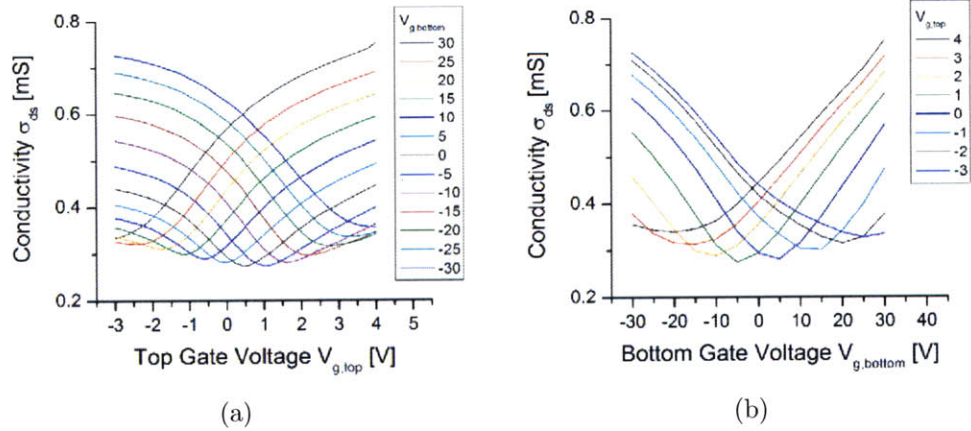 0.8
0.6
0.4
0.2
Conductivity σds [mS]
-3 -2 -1 0 1 2 3 4 5
Top Gate Voltage Vg,top [V]
Vg,bottom
30
25
20
15
10
5
0
-5
-10
-15
-20
-25
-30
(a)
0.8
0.6
0.4
0.2
Conductivity σds [mS]
-30 -20 -10 0 10 20 30 40
Bottom Gate Voltage Vg,bottom [V]
Vg,top
4
3
2
1
0
-1
-2
-3
(b)